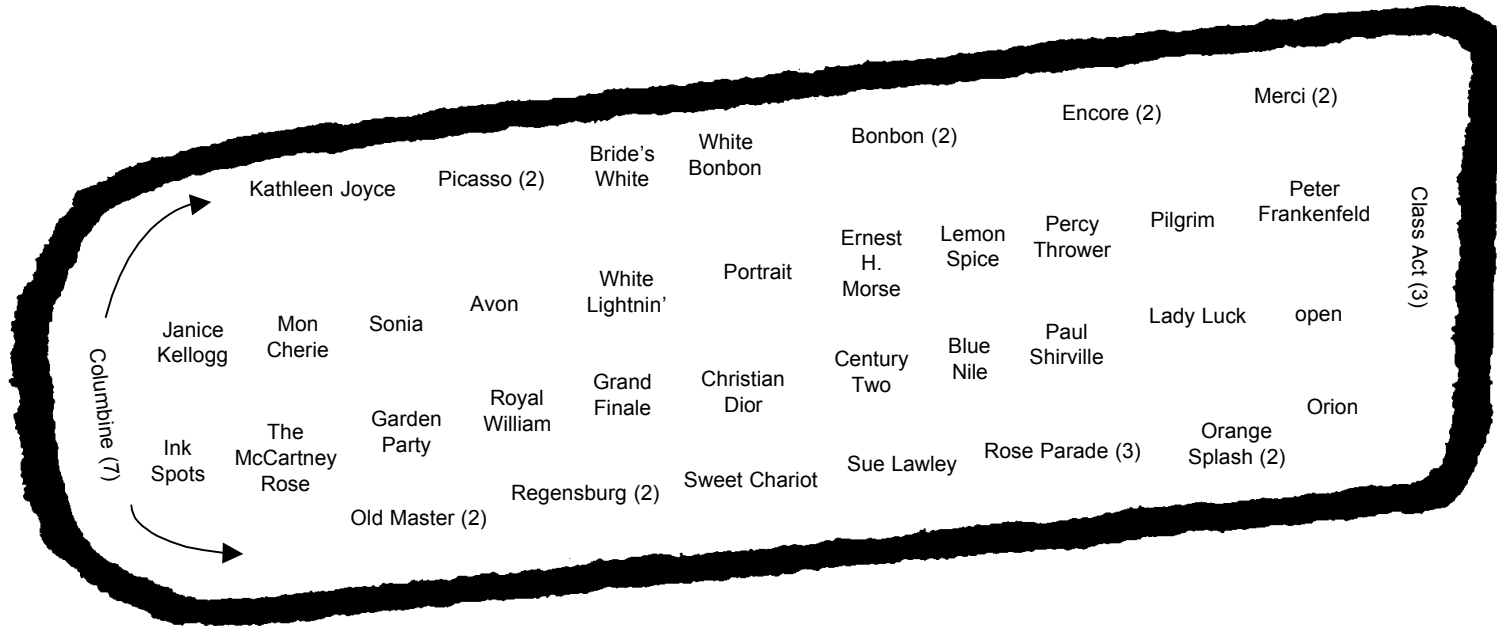 Merci (2)
Encore (2)
Bonbon (2)
White
Bonbon
Bride's
White
Picasso (2)
Kathleen Joyce
Peter
Frankenfeld
Pilgrim
Percy
Thrower
Lemon
Spice
Ernest
H.
Morse
Portrait
White
Lightnin'
Avon
Sonia
Mon
Cherie
Janice
Kellogg
Class Act (3)
open
Lady Luck
Paul
Shirville
Blue
Nile
Century
Two
Christian
Dior
Grand
Finale
Royal
William
Garden
Party
The
McCartney
Rose
Ink
Spots
Columbine (7)
Orion
Orange
Splash (2)
Rose Parade (3)
Sue Lawley
Sweet Chariot
Regensburg (2)
Old Master (2)